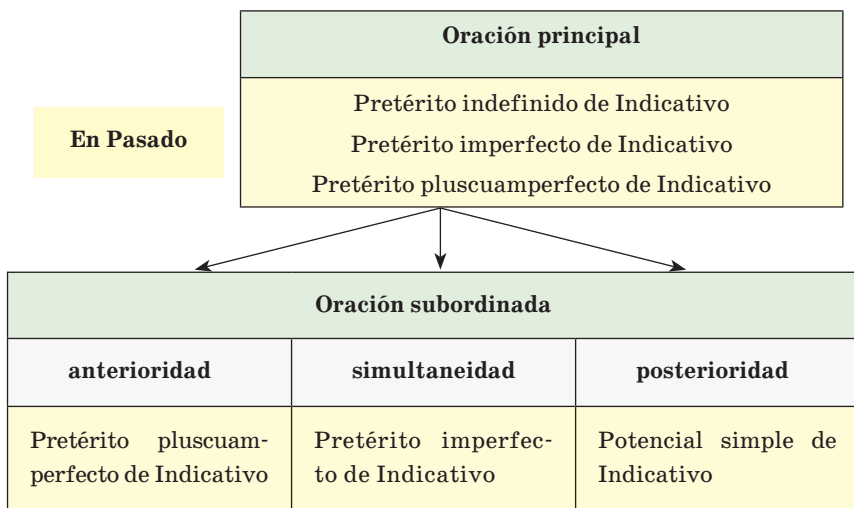 Oración principal
Pretérito indefinido de Indicativo
En Pasado
Pretérito imperfecto de Indicativo
Pretérito pluscuamperfecto de Indicativo
Oración subordinada
anterioridad
simultaneidad
posterioridad
Pretérito pluscuam-
perfecto de Indicativo
Pretérito imperfec-
to de Indicativo
Potencial simple de
Indicativo